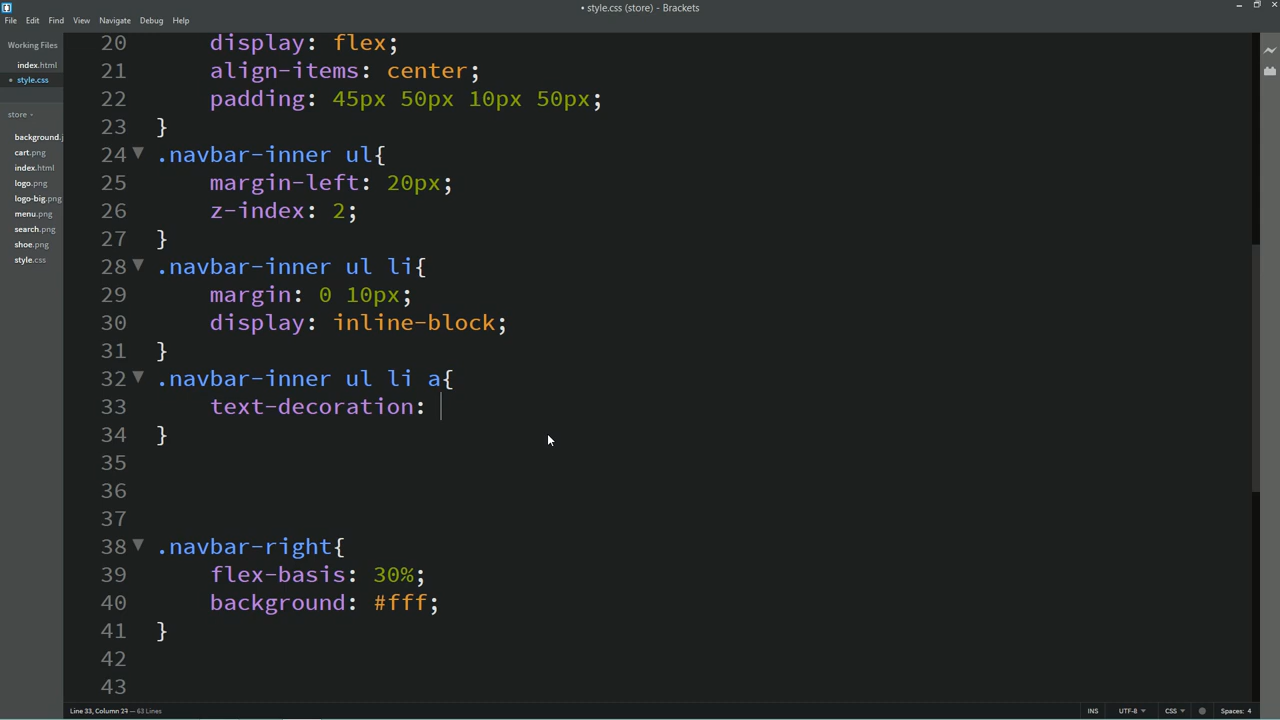 • style.css (store) - Brackets
File Edit Find View Navigate Debug Help
Working Files
index.html
• style.css
store
background.j
cart.png
index.html
logo.png
logo-big.png
menu.png
search.png
shoe.png
style.css
20 display: flex;
21 align-items: center;
22 padding: 45px 50px 10px 50px;
23 }
24 .navbar-inner ul{
25 margin-left: 20px;
26 z-index: 2;
27 }
28 .navbar-inner ul li{
29 margin: 0 10px;
30 display: inline-block;
31 }
32 .navbar-inner ul li a{
33 text-decoration:
34 }
35
36
37
38 .navbar-right{
39 flex-basis: 30%;
40 background: #fff;
41 }
42
43
Line 33, Column 23 — 63 Lines
INS UTF-8 CSS Spaces: 4